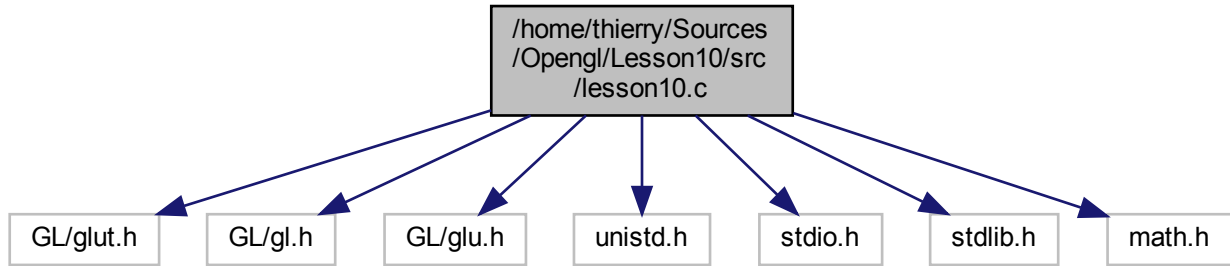 /home/thierry/Sources
/Opengl/Lesson10/src
/lesson10.c
GL/glut.h
GL/gl.h
GL/glu.h
unistd.h
stdio.h
stdlib.h
math.h